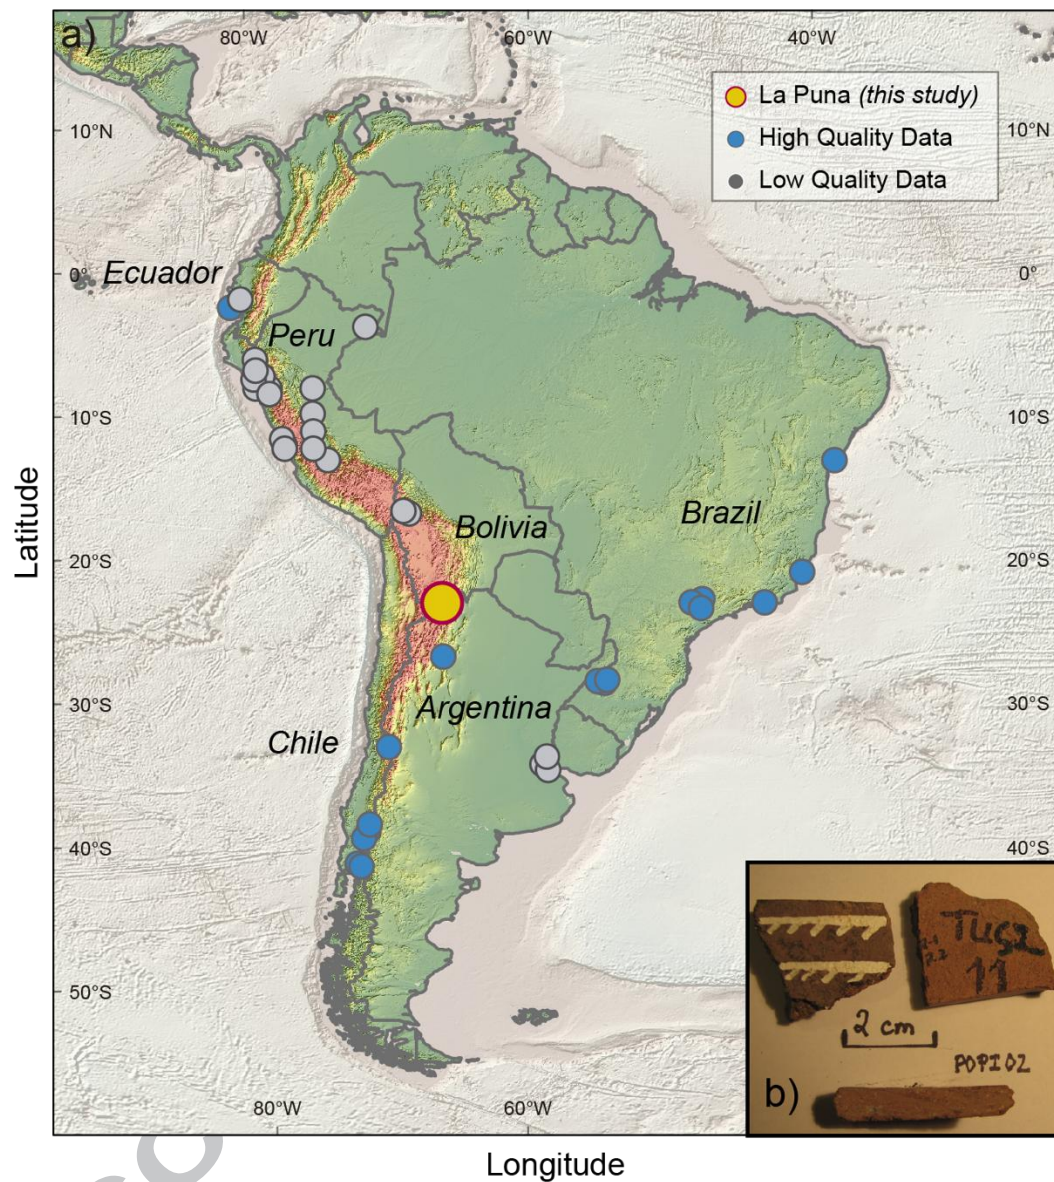 a)
80°W 60°W 40°W
La Puna (this study)
High Quality Data
Low Quality Data
10°N 10°N
Ecuador
0° 0°
Peru
10°S 10°S
Bolivia Brazil
20°S 20°S
Latitude
30°S 30°S
Argentina
Chile
40°S 40°S
50°S
TUGZ
11
2 cm
POPI02
b)
80°W 60°W
Longitude